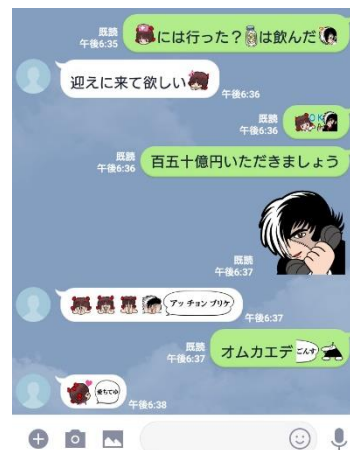 には行った？は飲んだ
既読
午後6:35
迎えに来て欲しい
午後6:36
OK
既読
午後6:36
百五十億円いただきましょう
既読
午後6:36
既読
午後6:37
アッチョンブリケ
午後6:37
オムカエデ ごんす
既読
午後6:37
午後6:38